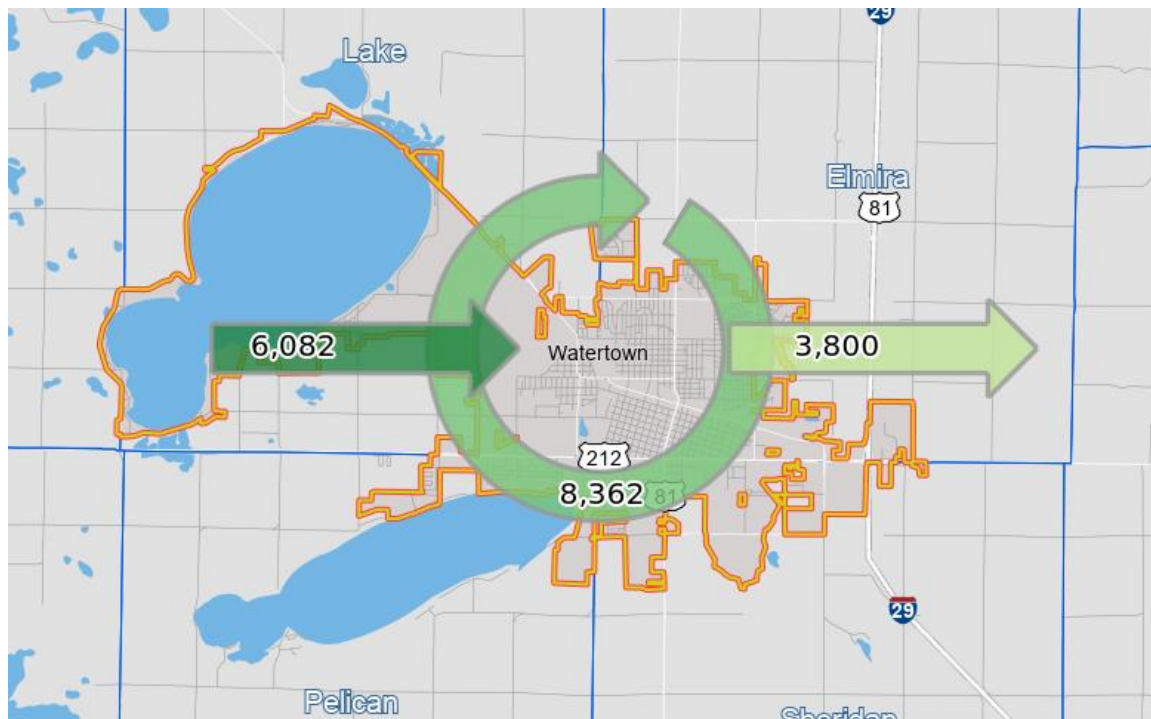 29
Lake
Elmira
81
6,082
Watertown
3,800
212
8,362
81
29
Pelican
Sheridan